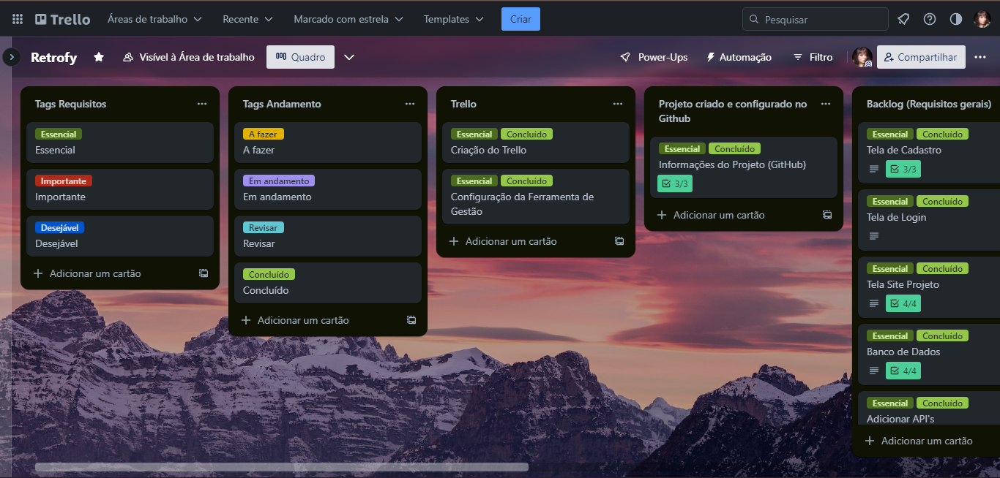 Trello
Áreas de trabalho
Recente
Marcado com estrela
Templates
Criar
Pesquisar
Retrofy
Visível à Área de trabalho
Quadro
Power-Ups
Automação
Filtro
Compartilhar
Tags Requisitos
Essencial
Essencial
Importante
Importante
Desejável
Desejável
Adicionar um cartão
Tags Andamento
A fazer
A fazer
Em andamento
Em andamento
Revisar
Revisar
Concluído
Concluído
Adicionar um cartão
Trello
Essencial Concluído
Criação do Trello
Essencial Concluído
Configuração da Ferramenta de
Gestão
Adicionar um cartão
Projeto criado e configurado no
Github
Essencial Concluído
Informações do Projeto (GitHub)
3/3
Adicionar um cartão
Backlog (Requisitos gerais)
Essencial Concluído
Tela de Cadastro
3/3
Essencial Concluído
Tela de Login
Essencial Concluído
Tela Site Projeto
4/4
Essencial Concluído
Banco de Dados
4/4
Essencial Concluído
Adicionar API's
Adicionar um cartão